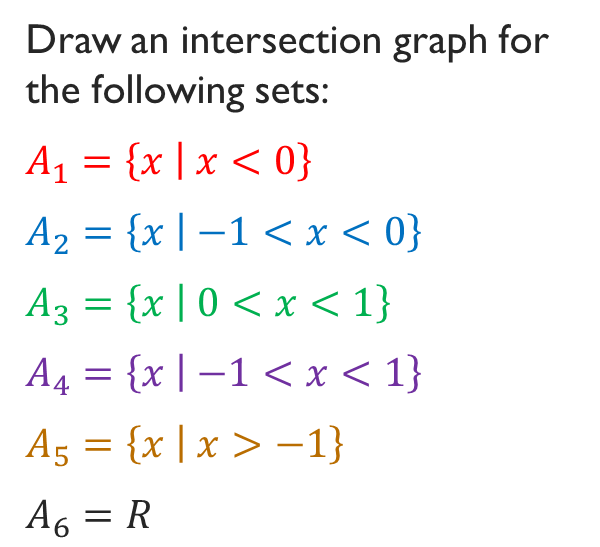 Draw an intersection graph for
the following sets:
A₁ = {x | x < 0}
A₂ = {x | −1 < x < 0}
A₃ = {x | 0 < x < 1}
A₄ = {x | −1 < x < 1}
A₅ = {x | x > −1}
A₆ = R